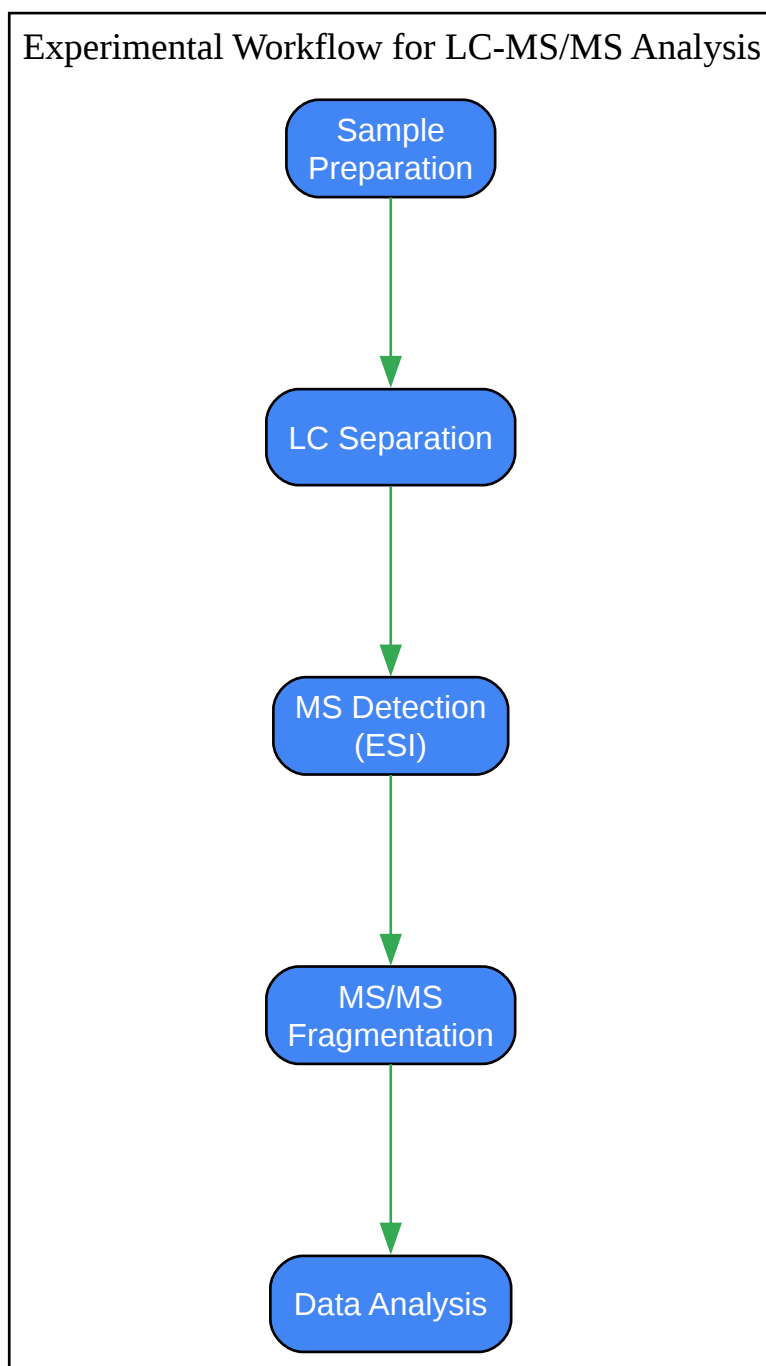 Experimental Workflow for LC-MS/MS Analysis
Sample
Preparation
LC Separation
MS Detection
(ESI)
MS/MS
Fragmentation
Data Analysis